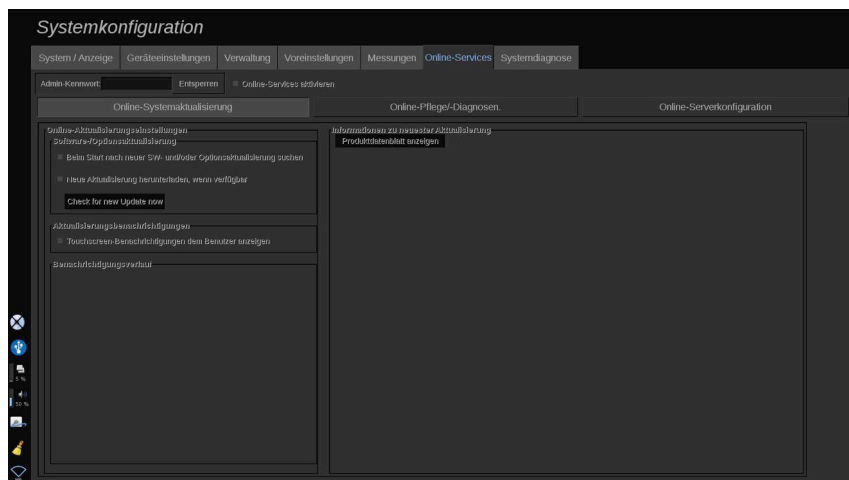 Systemkonfiguration
System / Anzeige Geräteeinstellungen Verwaltung Voreinstellungen Messungen Online-Services Systemdiagnose
Admin-Kennwort: Entsperren Online-Services aktivieren
Online-Systemaktualisierung Online-Pflege/-Diagnosen. Online-Serverkonfiguration
Online-Aktualisierungseinstellungen Informationen zu neuester Aktualisierung
Software-/Optionsaktualisierung Produktdatenblatt anzeigen
Beim Start nach neuer SW- und/oder Optionsaktualisierung suchen
Neue Aktualisierung herunterladen, wenn verfügbar
Check for new Update now
Aktualisierungsbenachrichtigungen
Touchscreen-Benachrichtigungen dem Benutzer anzeigen
Benachrichtigungsverlauf
5 %
50 %